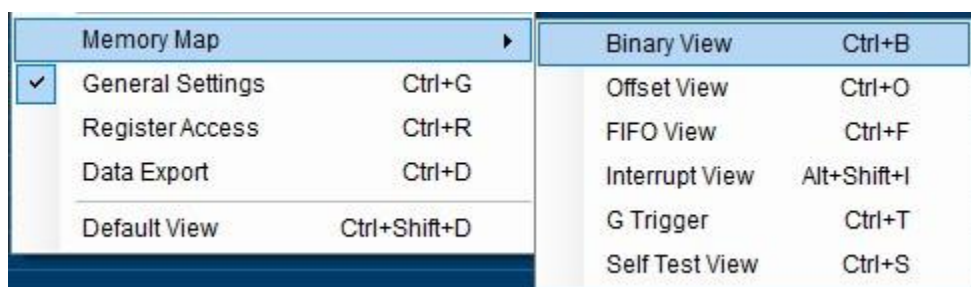 Memory Map
General Settings Ctrl+G
Register Access Ctrl+R
Data Export Ctrl+D
Default View Ctrl+Shift+D
Binary View Ctrl+B
Offset View Ctrl+O
FIFO View Ctrl+F
Interrupt View Alt+Shift+I
G Trigger Ctrl+T
Self Test View Ctrl+S